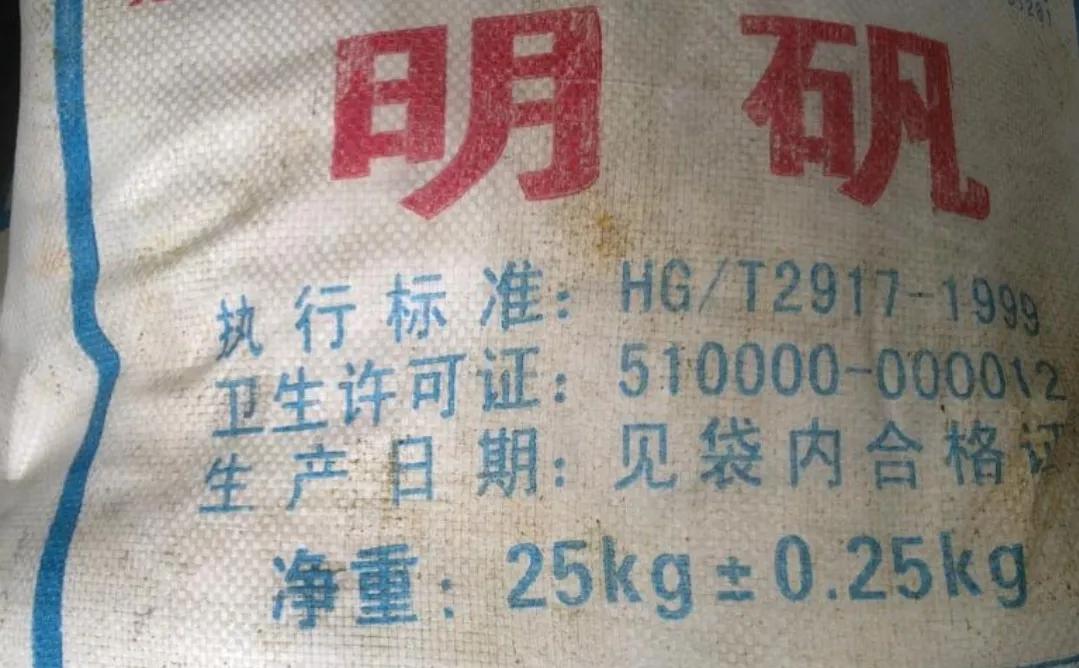 明矾
执行标准：HG/T2917-1999
卫生许可证：510000-000012
生产日期：见袋内合格证
净重：25kg±0.25kg